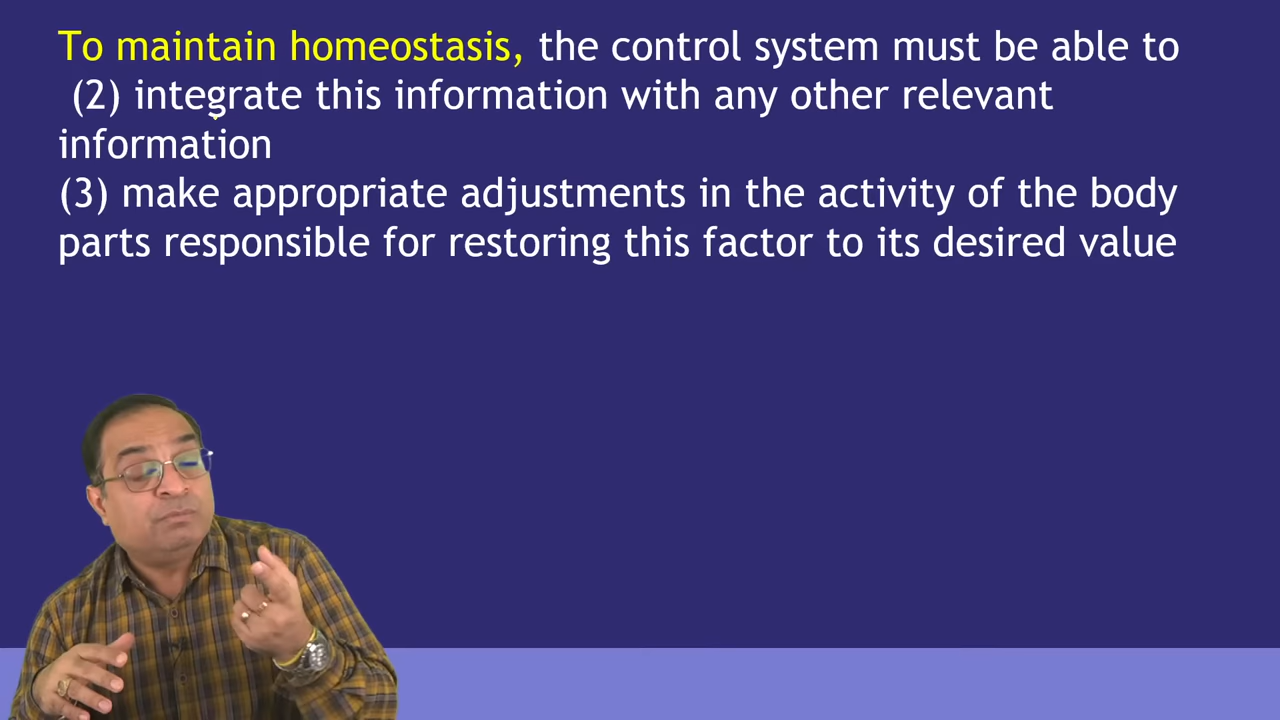 To maintain homeostasis, the control system must be able to
(2) integrate this information with any other relevant
information
(3) make appropriate adjustments in the activity of the body
parts responsible for restoring this factor to its desired value